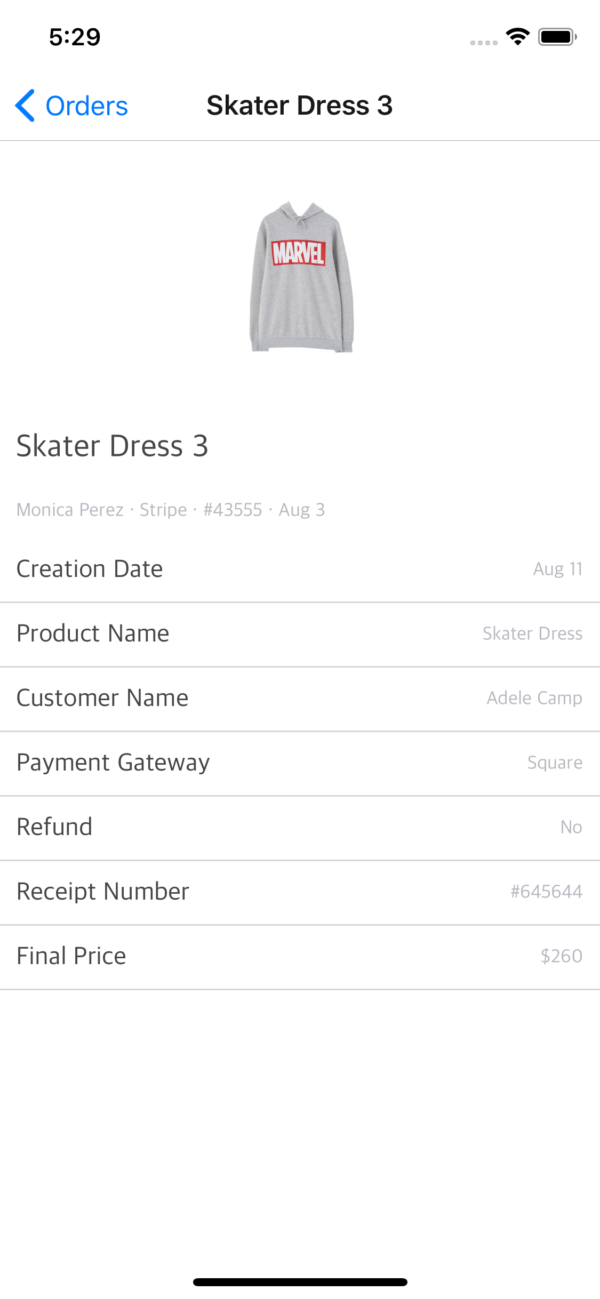 5:29
Orders
Skater Dress 3
MARVEL
Skater Dress 3
Monica Perez · Stripe · #43555 · Aug 3
Creation Date Aug 11
Product Name Skater Dress
Customer Name Adele Camp
Payment Gateway Square
Refund No
Receipt Number #645644
Final Price $260